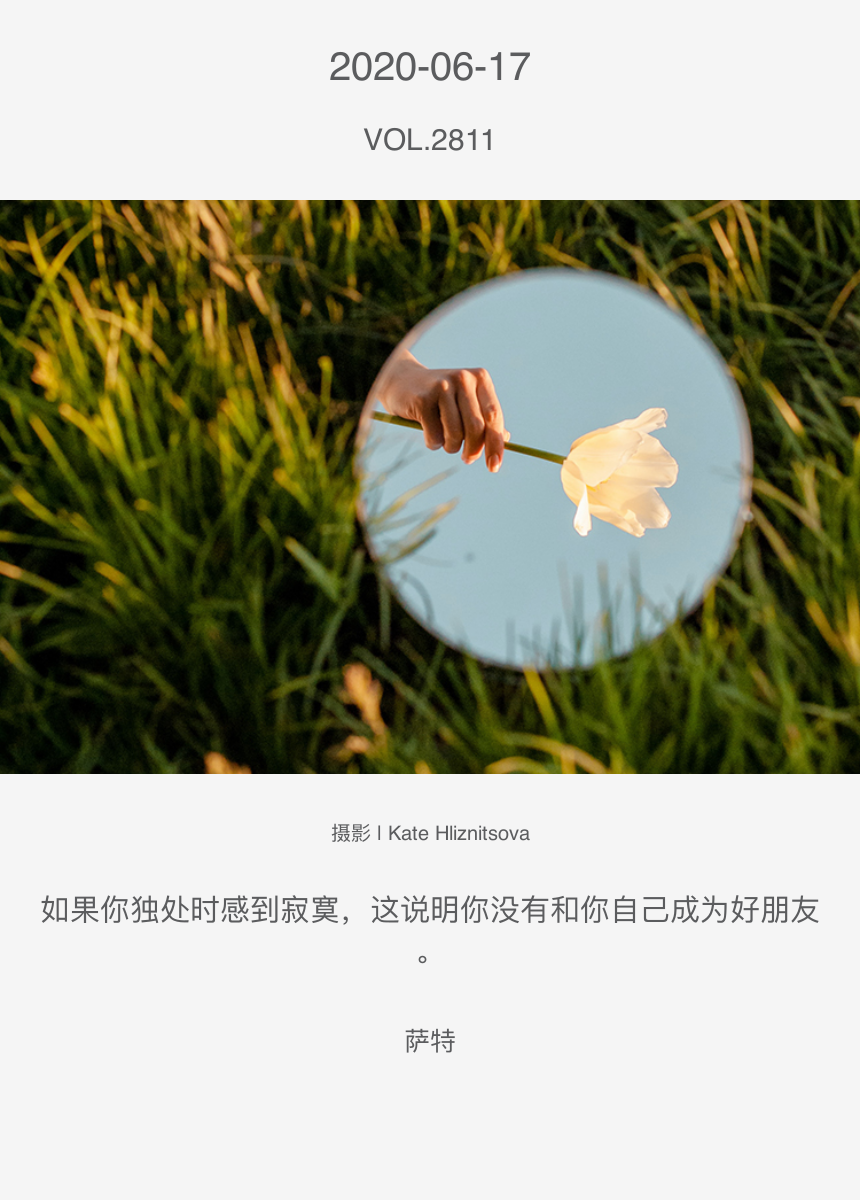 2020-06-17
VOL.2811
摄影 | Kate Hliznitsova
如果你独处时感到寂寞，这说明你没有和你自己成为好朋友
。
萨特